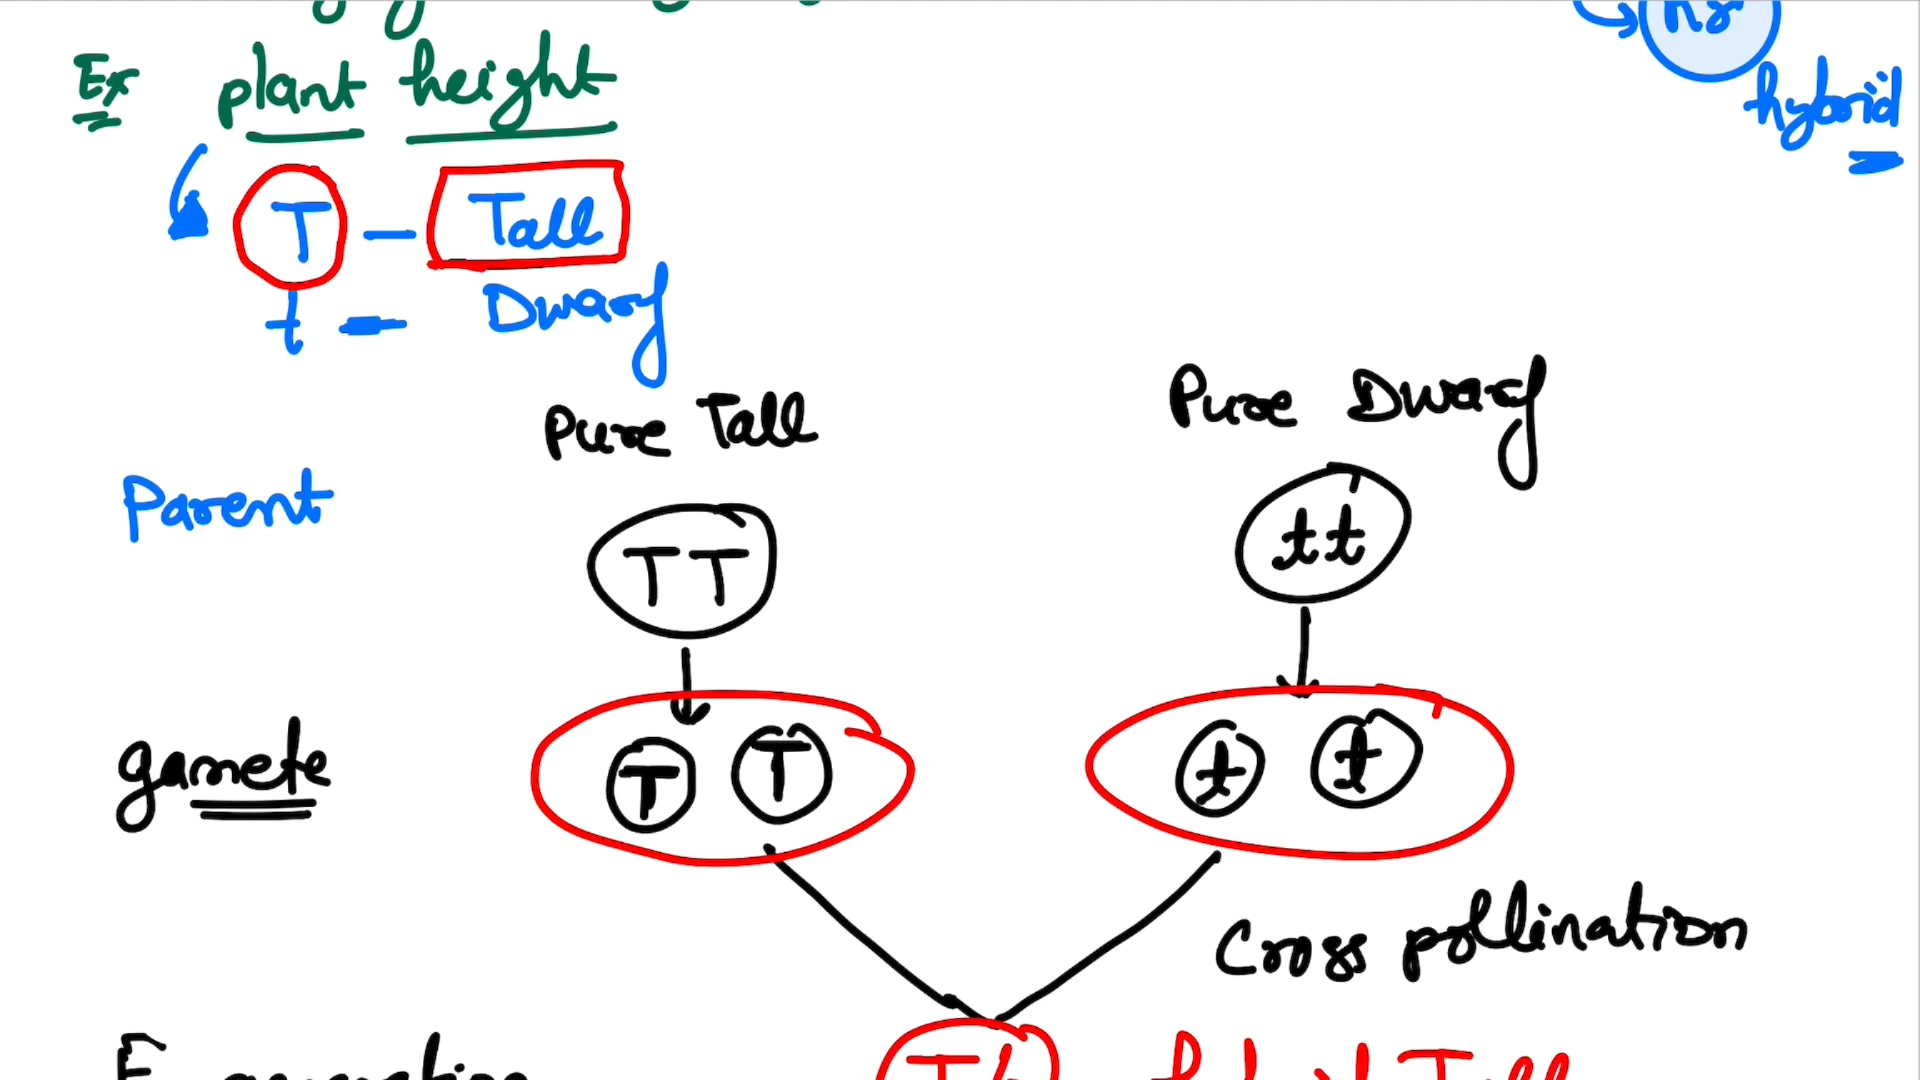 hybrid
Ex plant height
T - Tall
t - Dwarf
Pure Tall Pure Dwarf
Parent TT tt
gamete T T t t
Cross pollination